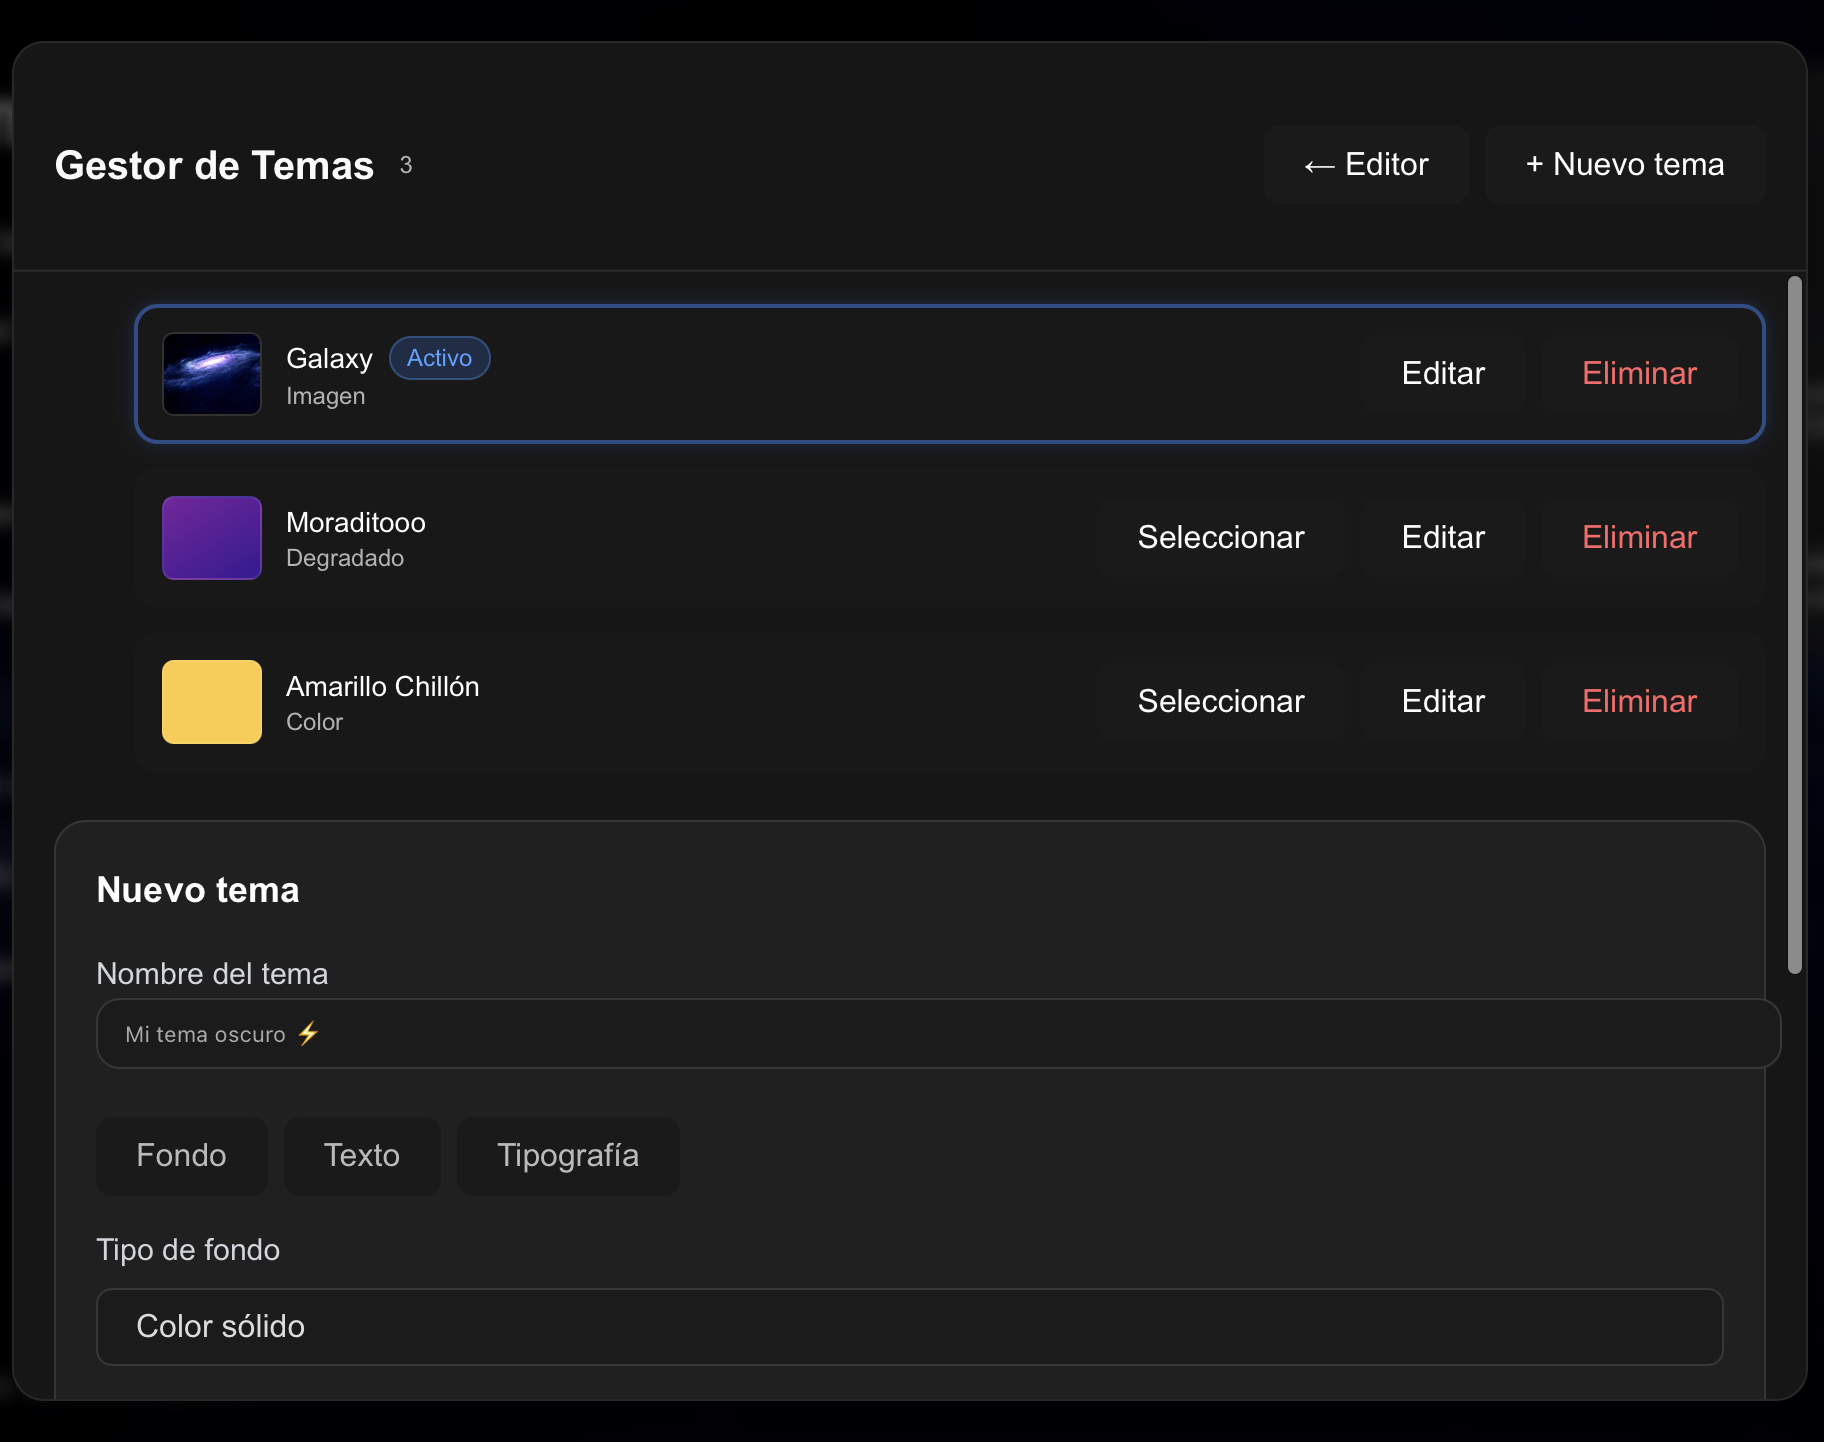 Gestor de Temas 3
← Editor
+ Nuevo tema
Galaxy Activo
Imagen
Editar
Eliminar
Moraditooo
Degradado
Seleccionar
Editar
Eliminar
Amarillo Chillón
Color
Seleccionar
Editar
Eliminar
Nuevo tema
Nombre del tema
Mi tema oscuro ⚡
Fondo
Texto
Tipografía
Tipo de fondo
Color sólido